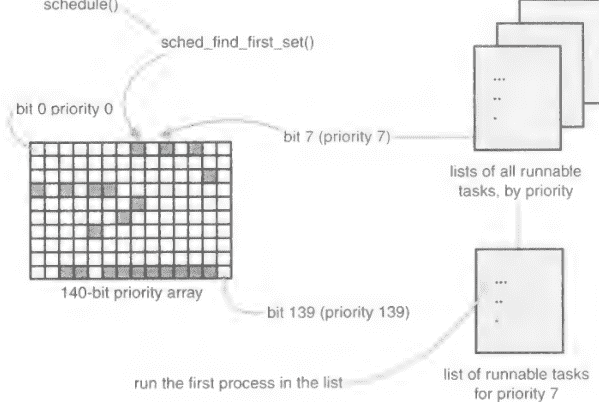 schedule()
sched_find_first_set()
bit 0 priority 0
bit 7 (priority 7)
lists of all runnable
tasks, by priority
140-bit priority array
bit 139 (priority 139)
run the first process in the list
list of runnable tasks
for priority 7